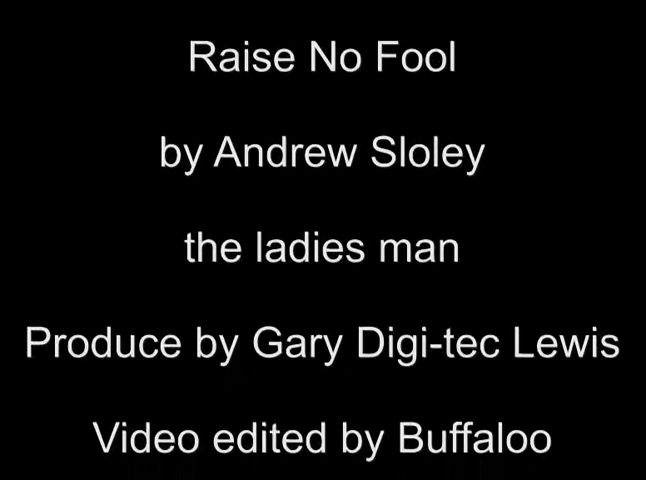 Raise No Fool
by Andrew Sloley
the ladies man
Produce by Gary Digi-tec Lewis
Video edited by Buffaloo